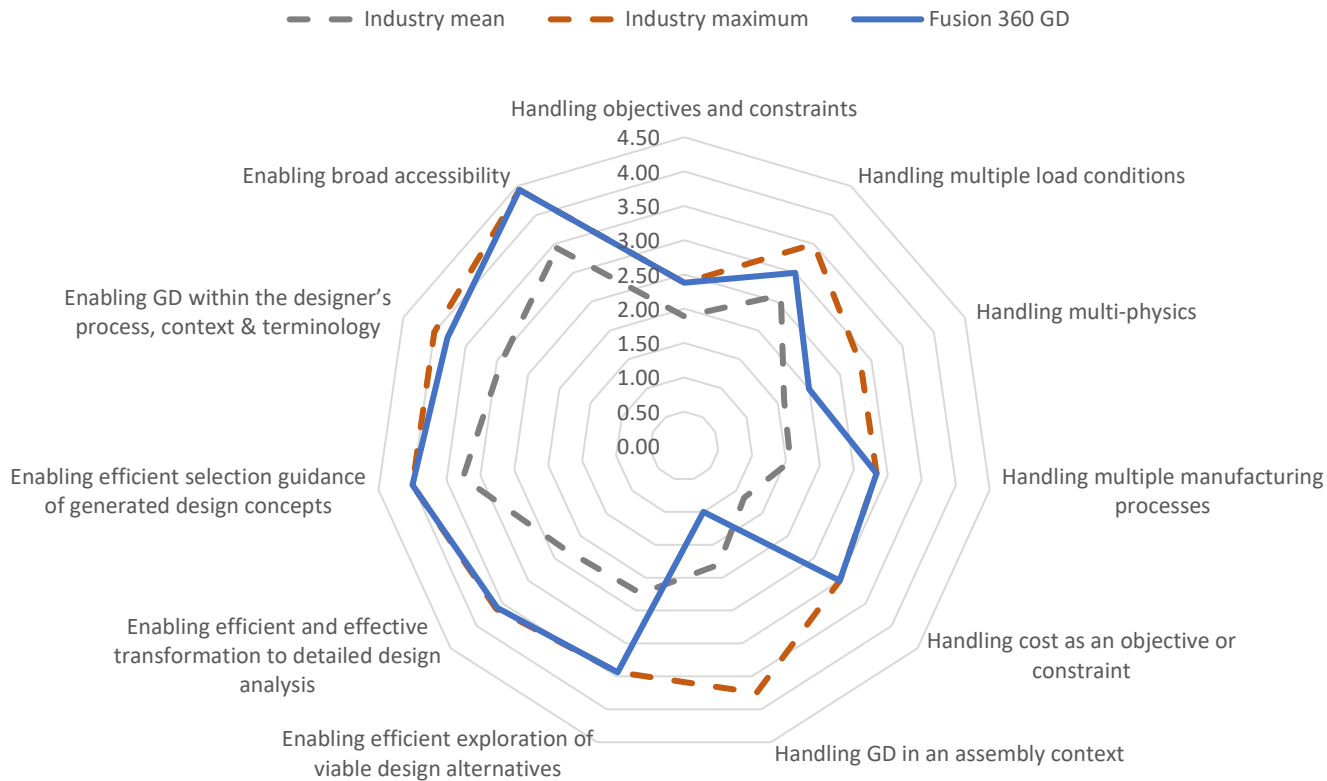 Industry mean
Industry maximum
Fusion 360 GD
Handling objectives and constraints
4.50
4.00
3.50
3.00
2.50
2.00
1.50
1.00
0.50
0.00
Handling multiple load conditions
Handling multi-physics
Handling multiple manufacturing
processes
Handling cost as an objective or
constraint
Handling GD in an assembly context
Enabling efficient exploration of
viable design alternatives
Enabling efficient and effective
transformation to detailed design
analysis
Enabling efficient selection guidance
of generated design concepts
Enabling GD within the designer’s
process, context & terminology
Enabling broad accessibility